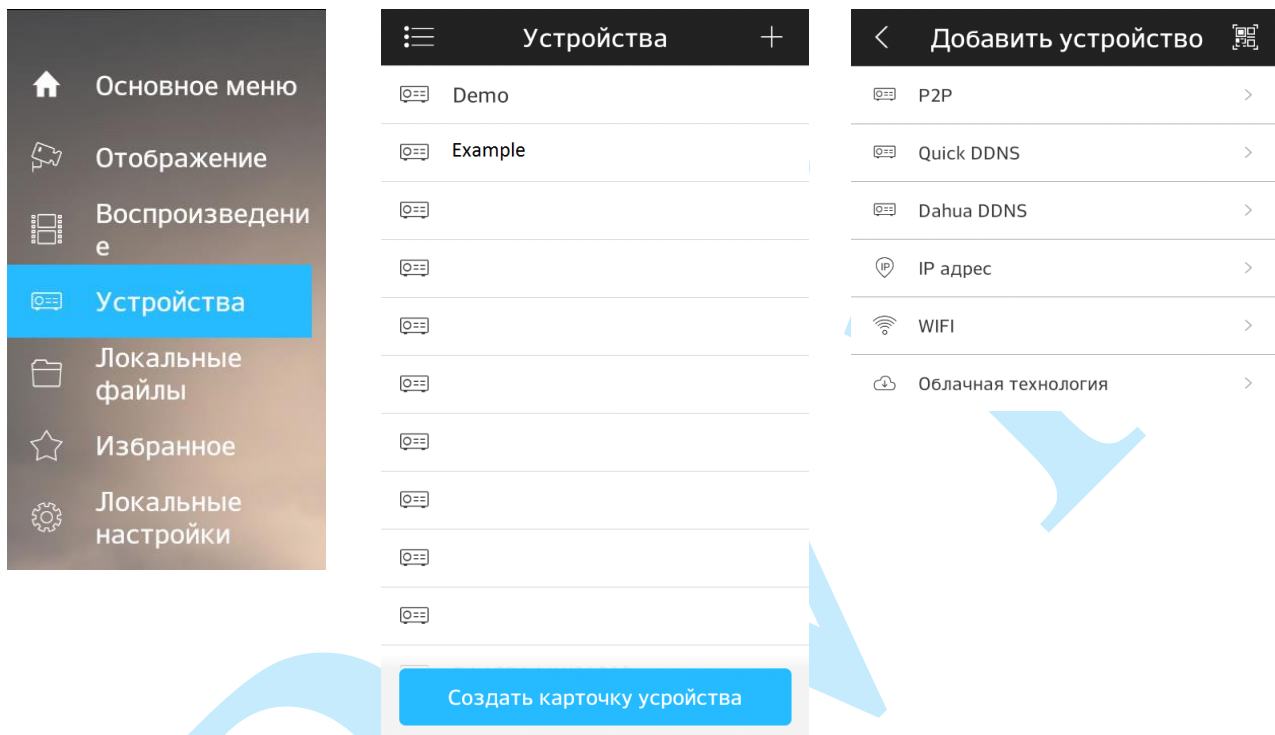 Основное меню
Отображение
Воспроизведени
е
Устройства
Локальные
файлы
Избранное
Локальные
настройки
Устройства
Demo
Example
Создать карточку усройства
Добавить устройство
P2P
Quick DDNS
Dahua DDNS
IP
IP адрес
WIFI
Облачная технология